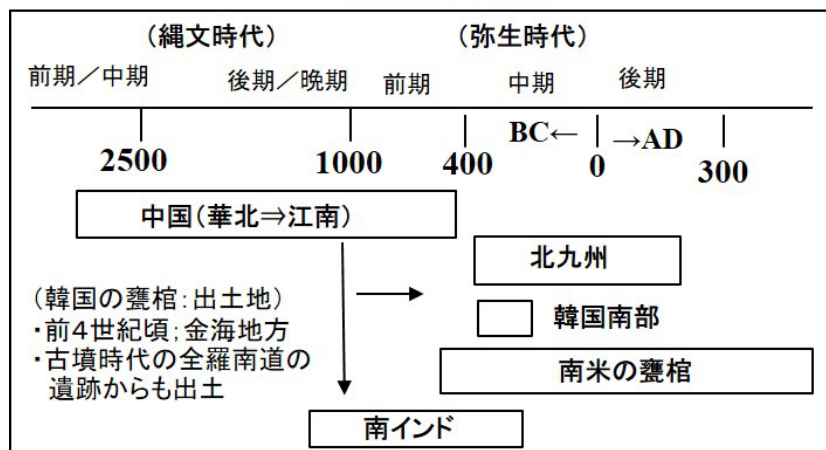 (縄文時代) (弥生時代)
前期／中期 後期／晩期 前期 中期 後期
BC← →AD
2500 1000 400 0 300
中国(華北⇒江南)
北九州
(韓国の甕棺:出土地)
・前4世紀頃;金海地方
韓国南部
・古墳時代の全羅南道の
遺跡からも出土
南米の甕棺
南インド